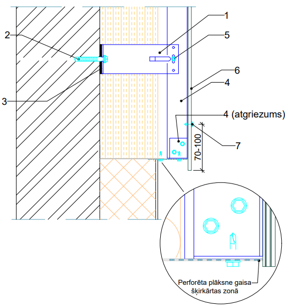 1
2
5
6
3
4
4 (atgriezums)
7
70-100
Perforēta plāksne gaisa
šķirkārtas zonā